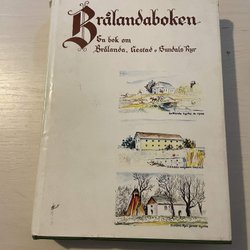 Brålandaboken
En bok om
Brålanda, Gestad o Sundals Ryr